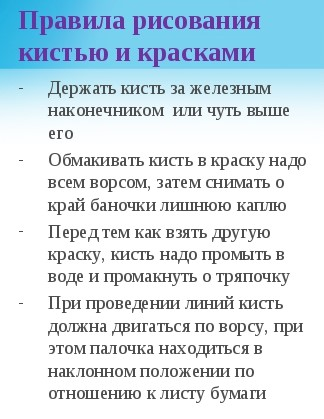 Правила рисования
кистью и красками
- Держать кисть за железным
наконечником или чуть выше
его
- Обмакивать кисть в краску надо
всем ворсом, затем снимать о
край баночки лишнюю каплю
- Перед тем как взять другую
краску, кисть надо промыть в
воде и промакнуть о тряпочку
- При проведении линий кисть
должна двигаться по ворсу, при
этом палочка находиться в
наклонном положении по
отношению к листу бумаги